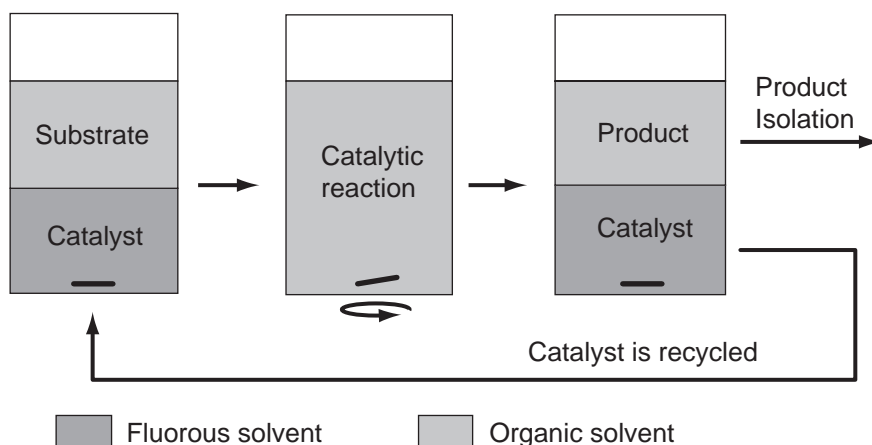 Substrate
Catalyst
Catalytic
reaction
Product
Catalyst
Product
Isolation
Catalyst is recycled
Fluorous solvent
Organic solvent